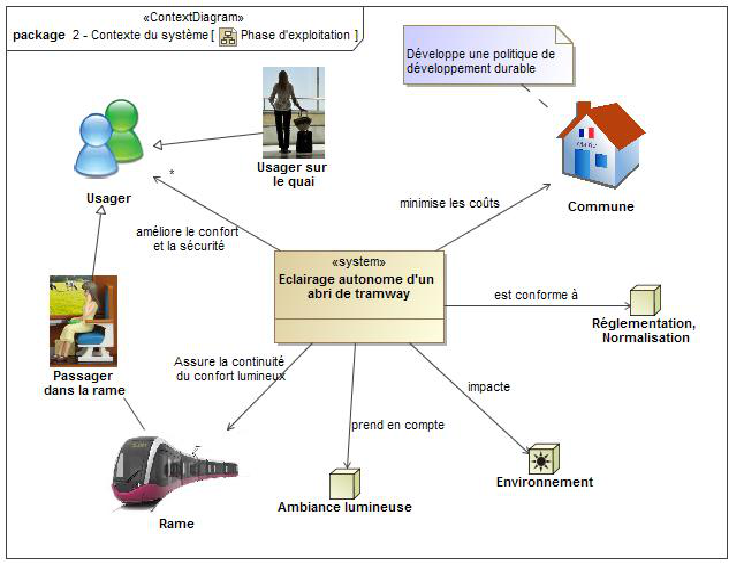 «ContextDiagram»
package 2 - Contexte du système [ Phase d'exploitation ]
Développe une politique de
développement durable
Usager sur
le quai
Usager
*
améliore le confort
et la sécurité
minimise les coûts
Commune
«system»
Eclairage autonome d'un
abri de tramway
est conforme à
Réglementation,
Normalisation
Passager
dans la rame
Assure la continuité
du confort lumineux
impacte
prend en compte
Environnement
Ambiance lumineuse
Rame